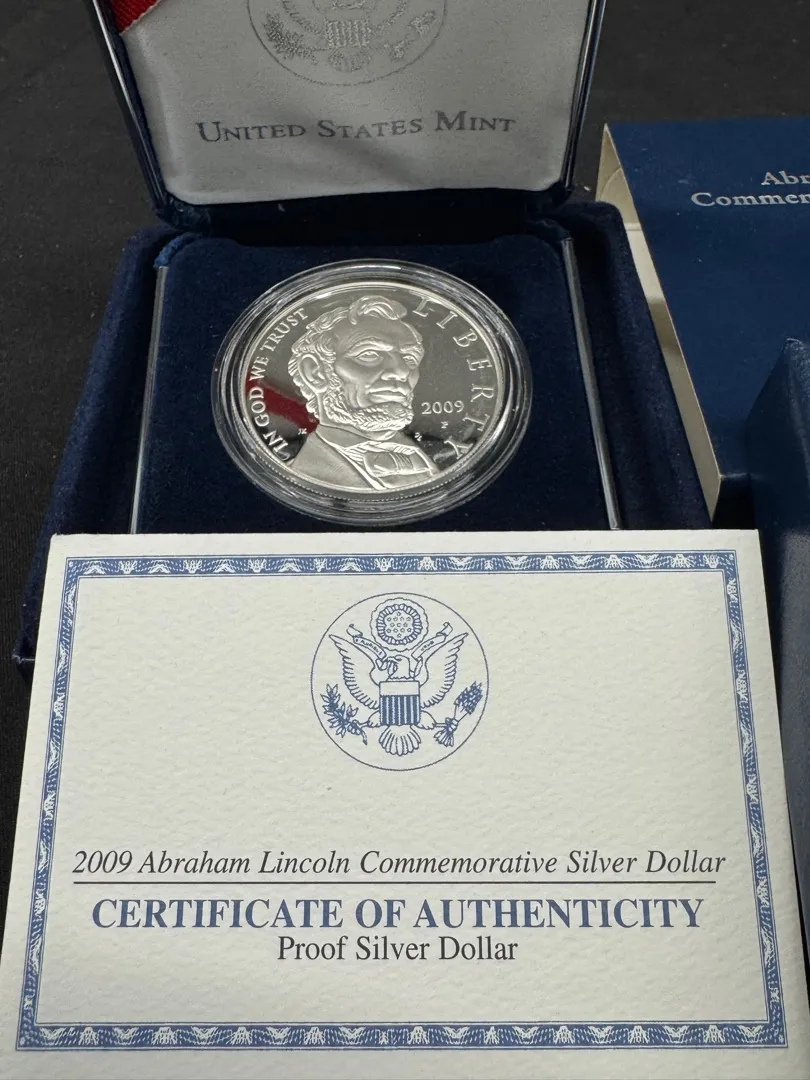 UNITED STATES MINT
Abr
Commer
IN GOD WE TRUST
LIBERTY
2009
P
2009 Abraham Lincoln Commemorative Silver Dollar
CERTIFICATE OF AUTHENTICITY
Proof Silver Dollar